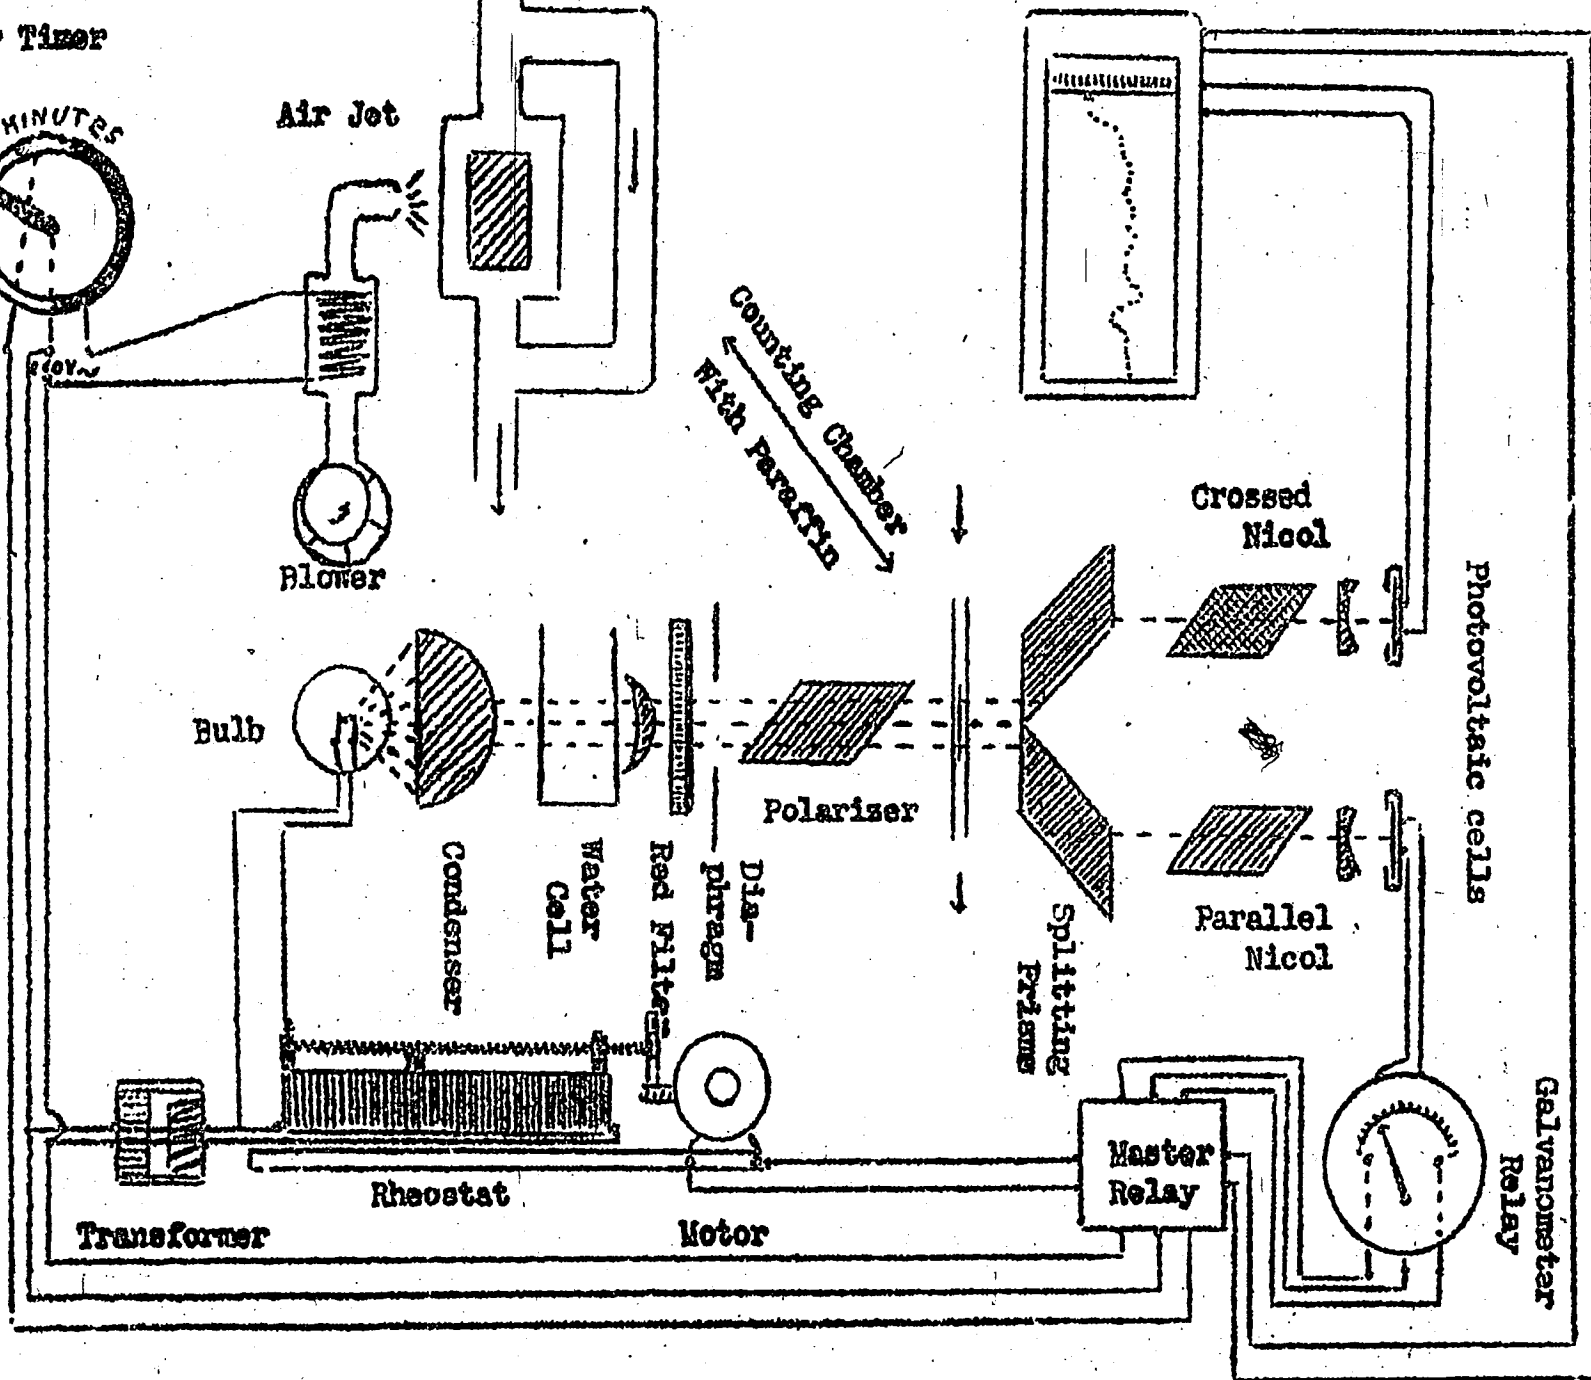 Timer
MINUTES
Air Jet
Counting Chamber
With Paraffin
Crossed
Nicol
Blower
Photovoltaic cells
Bulb
Polarizer
Condenser
Water
Cell
Red Filter
Dia-
phragm
Splitting
Prisms
Parallel
Nicol
Galvanometer
Relay
Master
Relay
Rheostat
Transformer
Motor